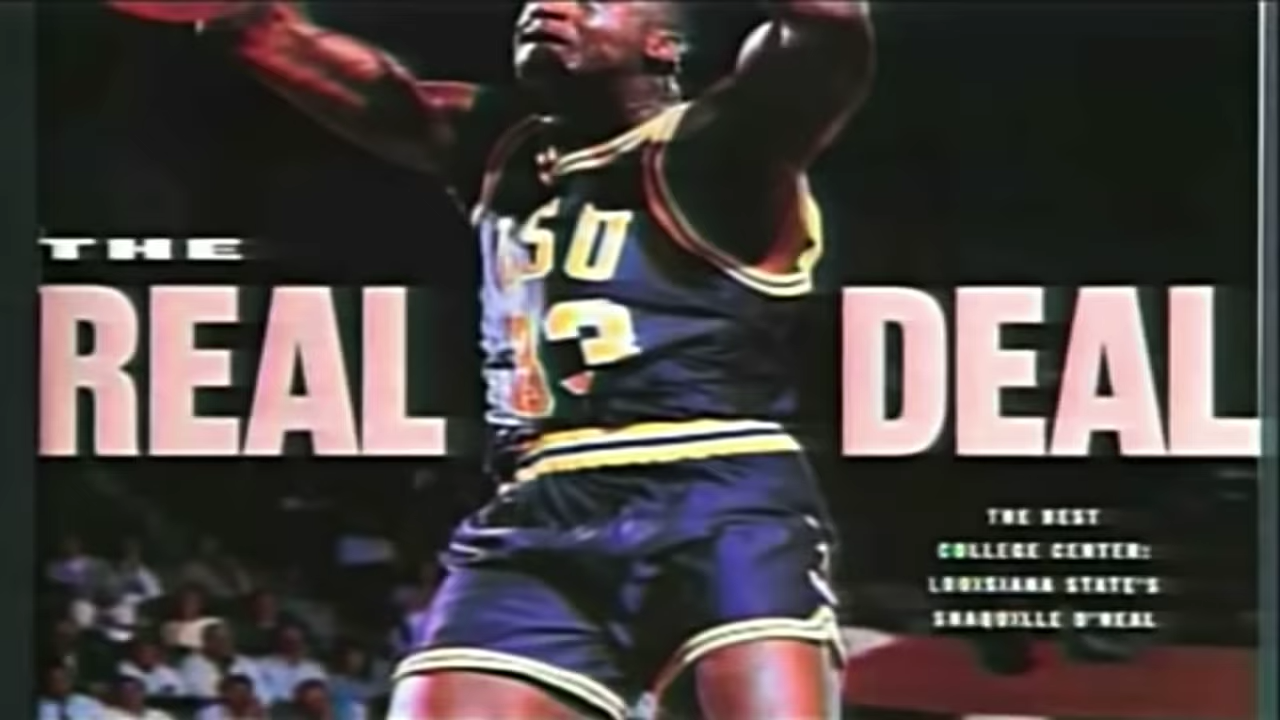 LSU
33
THE
REAL DEAL
THE BEST
COLLEGE CENTER:
LOUISIANA STATE'S
SHAQUILLE O'NEAL